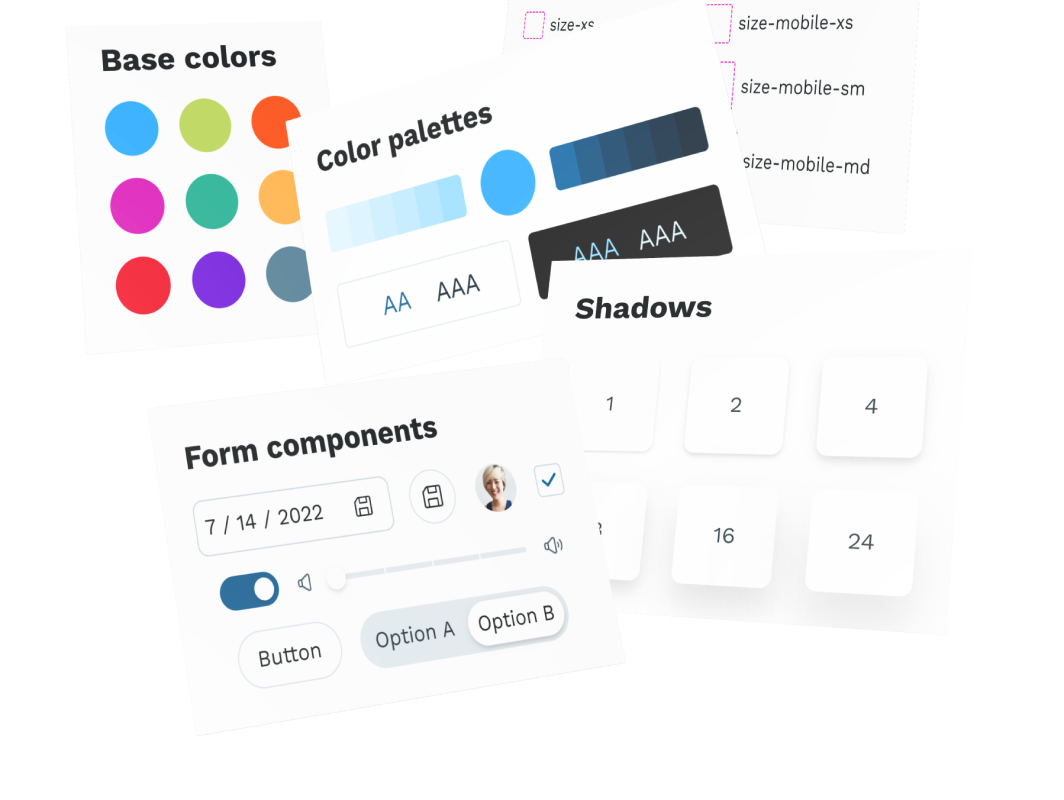 Base colors
size-xs
size-mobile-xs
size-mobile-sm
size-mobile-md
Color palettes
AA AAA
AAA AAA
Shadows
1 2 4
16 24
Form components
7 / 14 / 2022
Option A Option B
Button